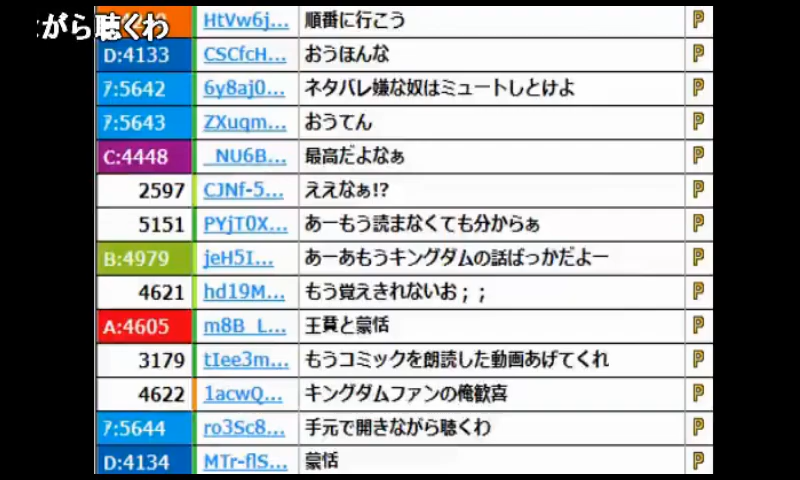 がら聴くわ
HtVw6j... 順番に行こう P
D:4133 CSCfcH... おうほんな P
ｱ:5642 6y8aj0... ネタバレ嫌な奴はミュートしとけよ P
ｱ:5643 ZXuqm... おうてん P
C:4448 _NU6B... 最高だよなぁ P
2597 CJNf-5... ええなぁ!? P
5151 PYjT0X... あーもう読まなくても分からぁ P
B:4979 jeH5I... あーあもうキングダムの話ばっかだよー P
4621 hd19M... もう覚えきれないお；； P
A:4605 m8B_L... 王賁と蒙恬 P
3179 tIee3m... もうコミックを朗読した動画あげてくれ P
4622 1acwQ... キングダムファンの俺歓喜 P
ｱ:5644 ro3Sc8... 手元で開きながら聴くわ P
D:4134 MTr-flS... 蒙恬 P